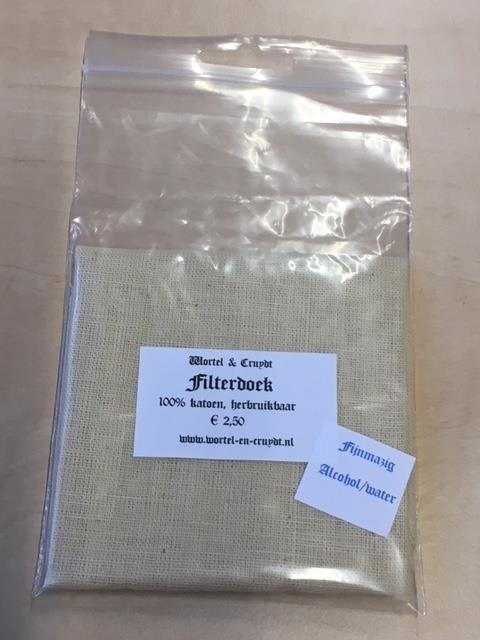 Wortel & Cruydt
Filterdoek
100% katoen, herbruikbaar
€ 2,50
www.wortel-en-cruydt.nl
Fijnmazig
Alcohol/water